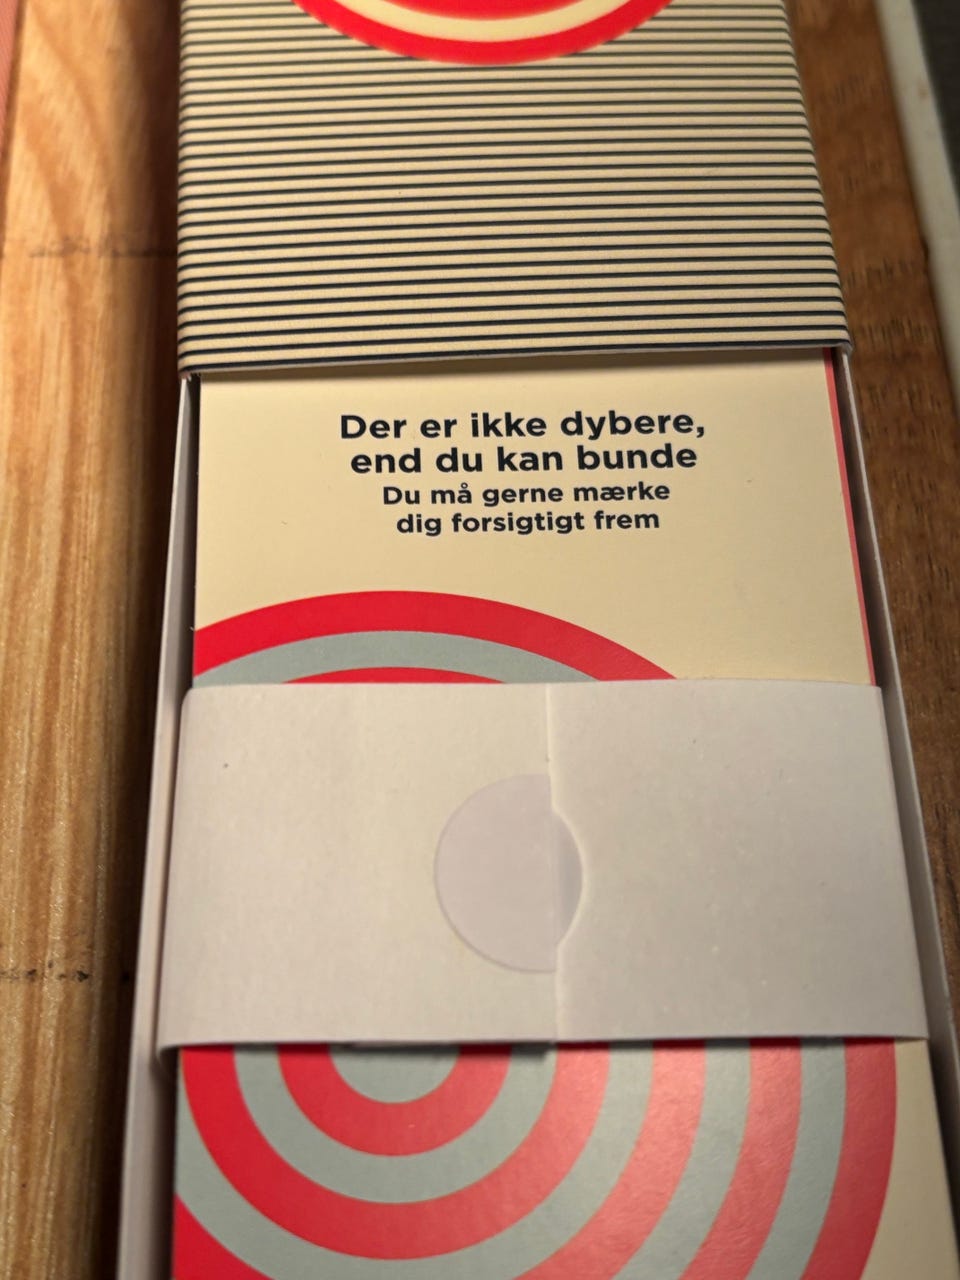 Der er ikke dybere,
end du kan bunde
Du må gerne mærke
dig forsigtigt frem